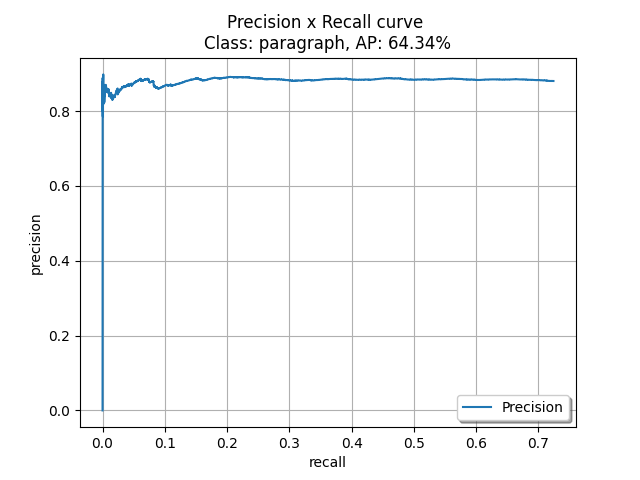 Precision x Recall curve
Class: paragraph, AP: 64.34%
0.8
0.6
0.4
0.2
0.0
precision
Precision
0.0 0.1 0.2 0.3 0.4 0.5 0.6 0.7
recall